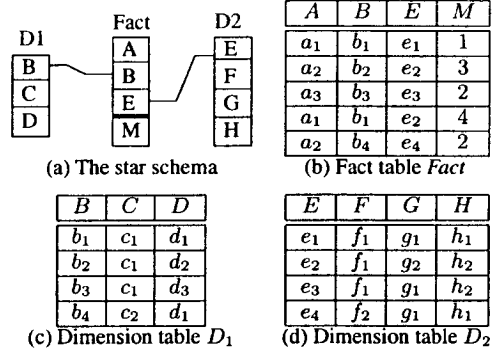 Fact
D1
D2
A
B
E
M
B
C
D
E
F
G
H
(a) The star schema
A B E M
a1 b1 e1 1
a2 b2 e2 3
a3 b3 e3 2
a1 b1 e2 4
a2 b4 e4 2
(b) Fact table Fact
B C D
b1 c1 d1
b2 c1 d2
b3 c1 d3
b4 c2 d1
(c) Dimension table D1
E F G H
e1 f1 g1 h1
e2 f1 g2 h2
e3 f1 g1 h2
e4 f2 g1 h1
(d) Dimension table D2